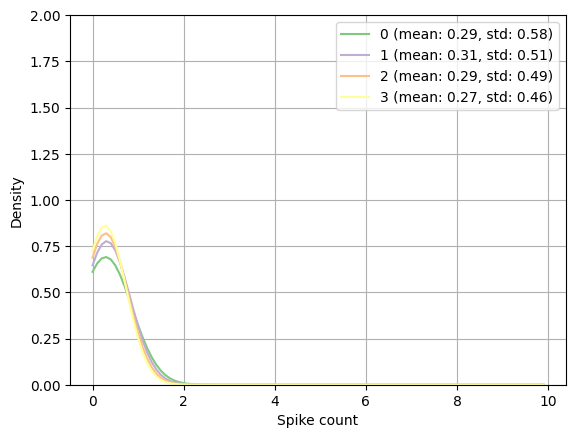 2.00
1.75
1.50
1.25
1.00
0.75
0.50
0.25
0.00
Density
0 (mean: 0.29, std: 0.58)
1 (mean: 0.31, std: 0.51)
2 (mean: 0.29, std: 0.49)
3 (mean: 0.27, std: 0.46)
0 2 4 6 8 10
Spike count